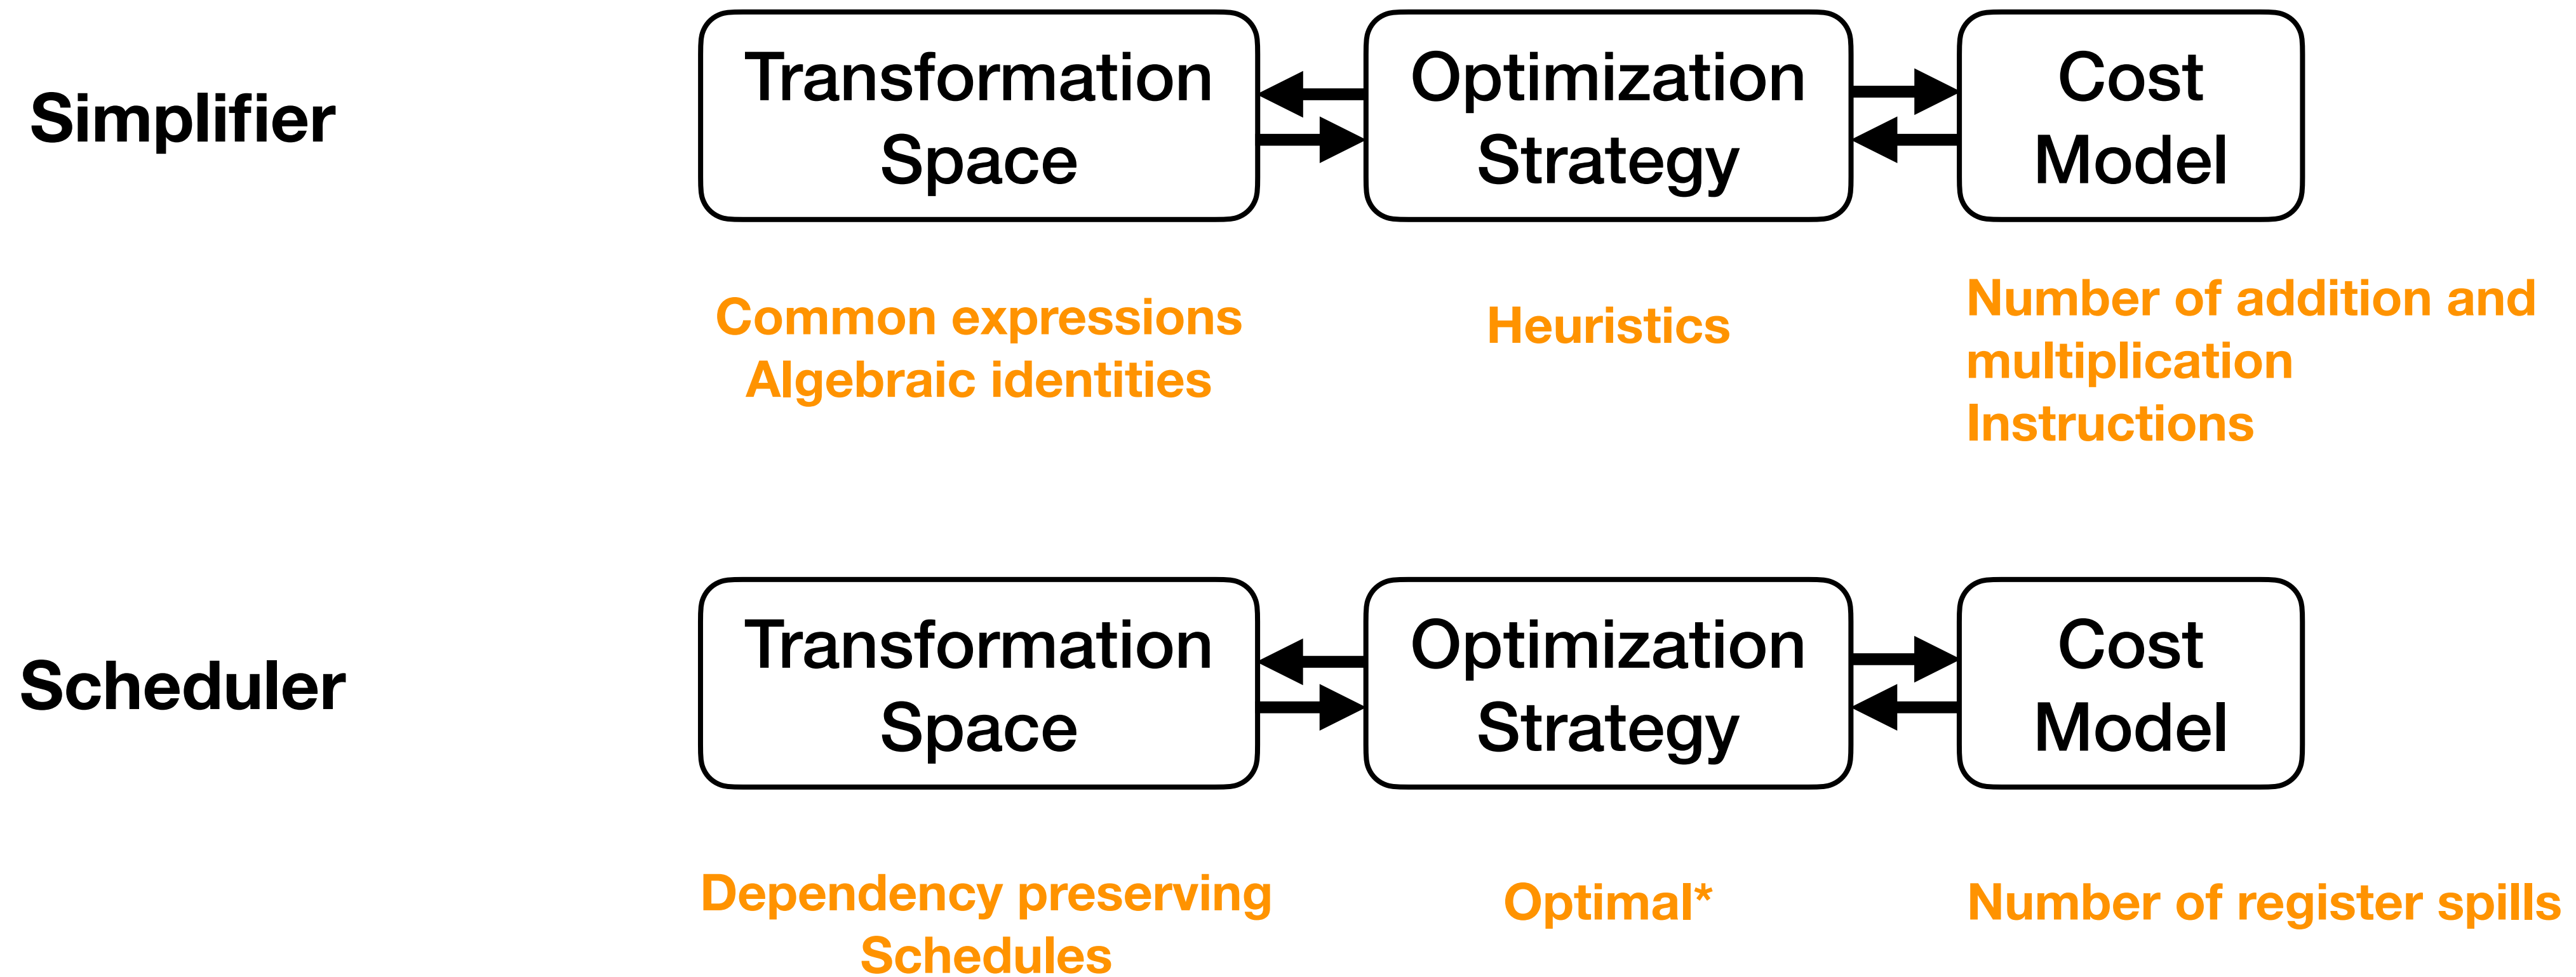 Simplifier
Transformation
Space
Optimization
Strategy
Cost
Model
Common expressions
Algebraic identities
Heuristics
Number of addition and
multiplication
Instructions
Scheduler
Transformation
Space
Optimization
Strategy
Cost
Model
Dependency preserving
Schedules
Optimal*
Number of register spills